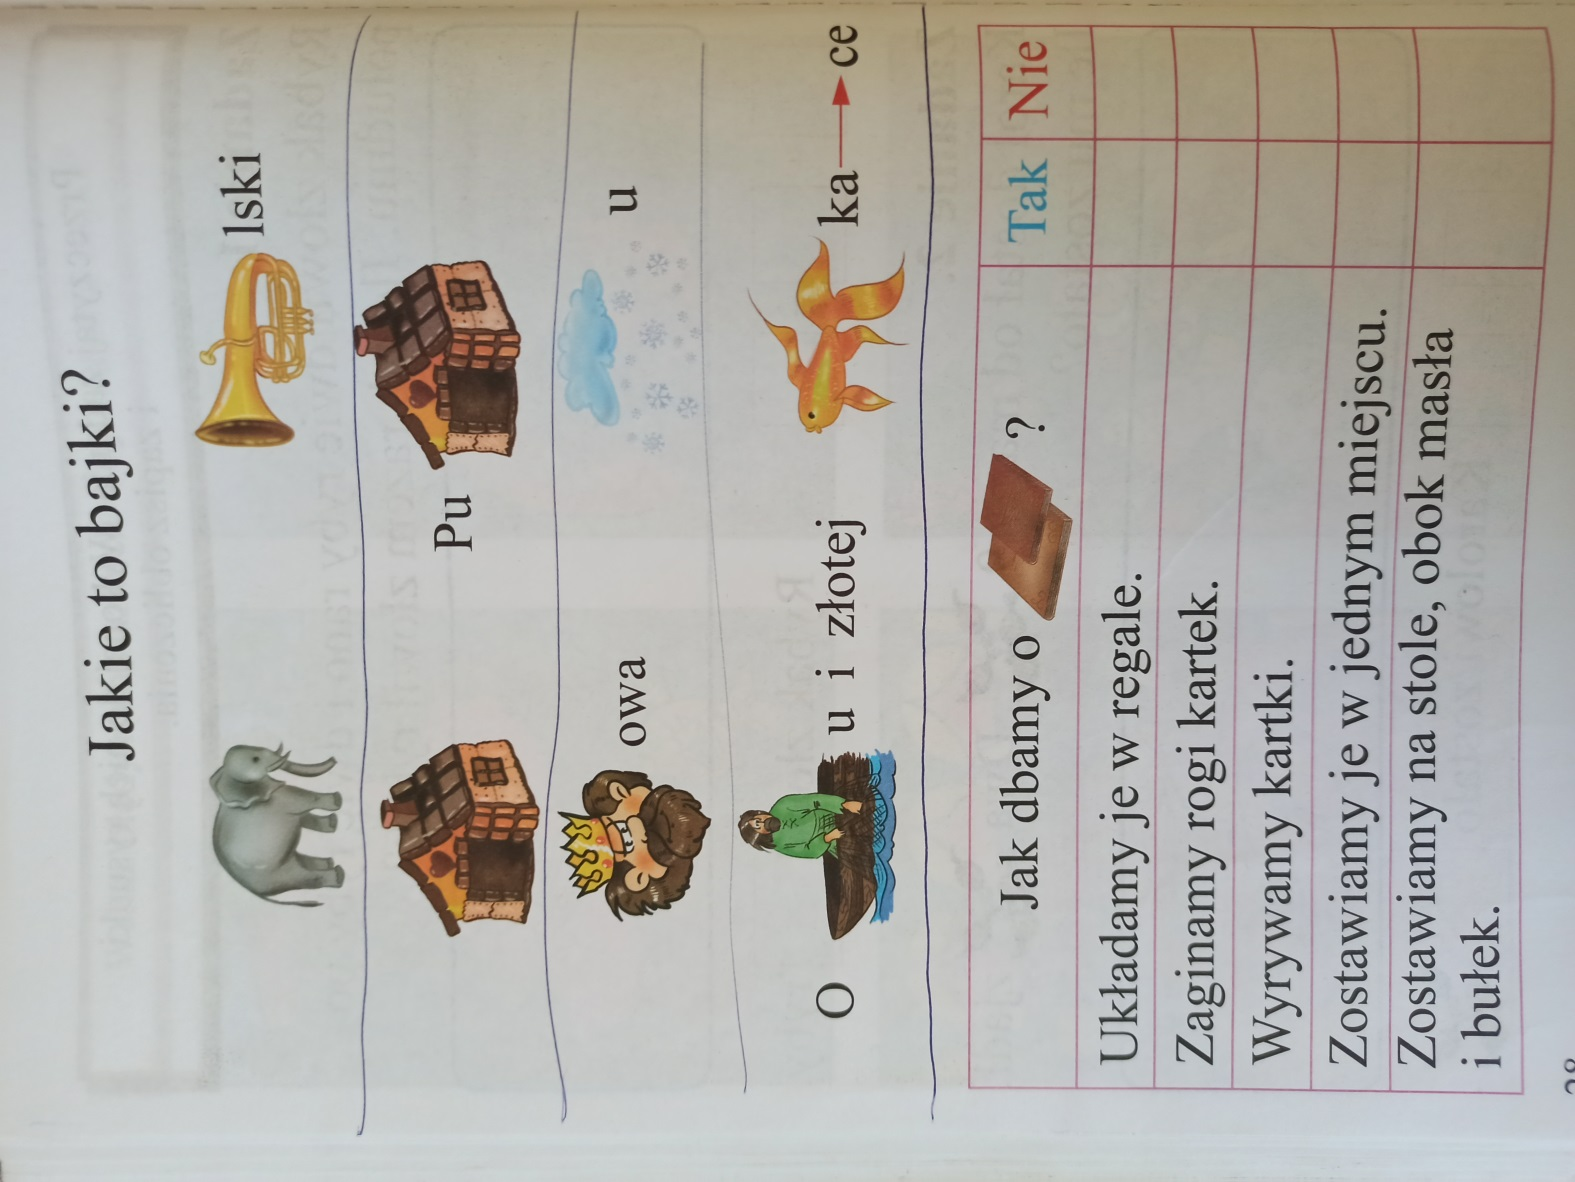 Jakie to bajki?
lski
Pu
owa u
O u i złotej ka ce
Jak dbamy o ? Tak Nie
Układamy je w regale.
Zaginamy rogi kartek.
Wyrywamy kartki.
Zostawiamy je w jednym miejscu.
Zostawiamy na stole, obok masła
i bułek.